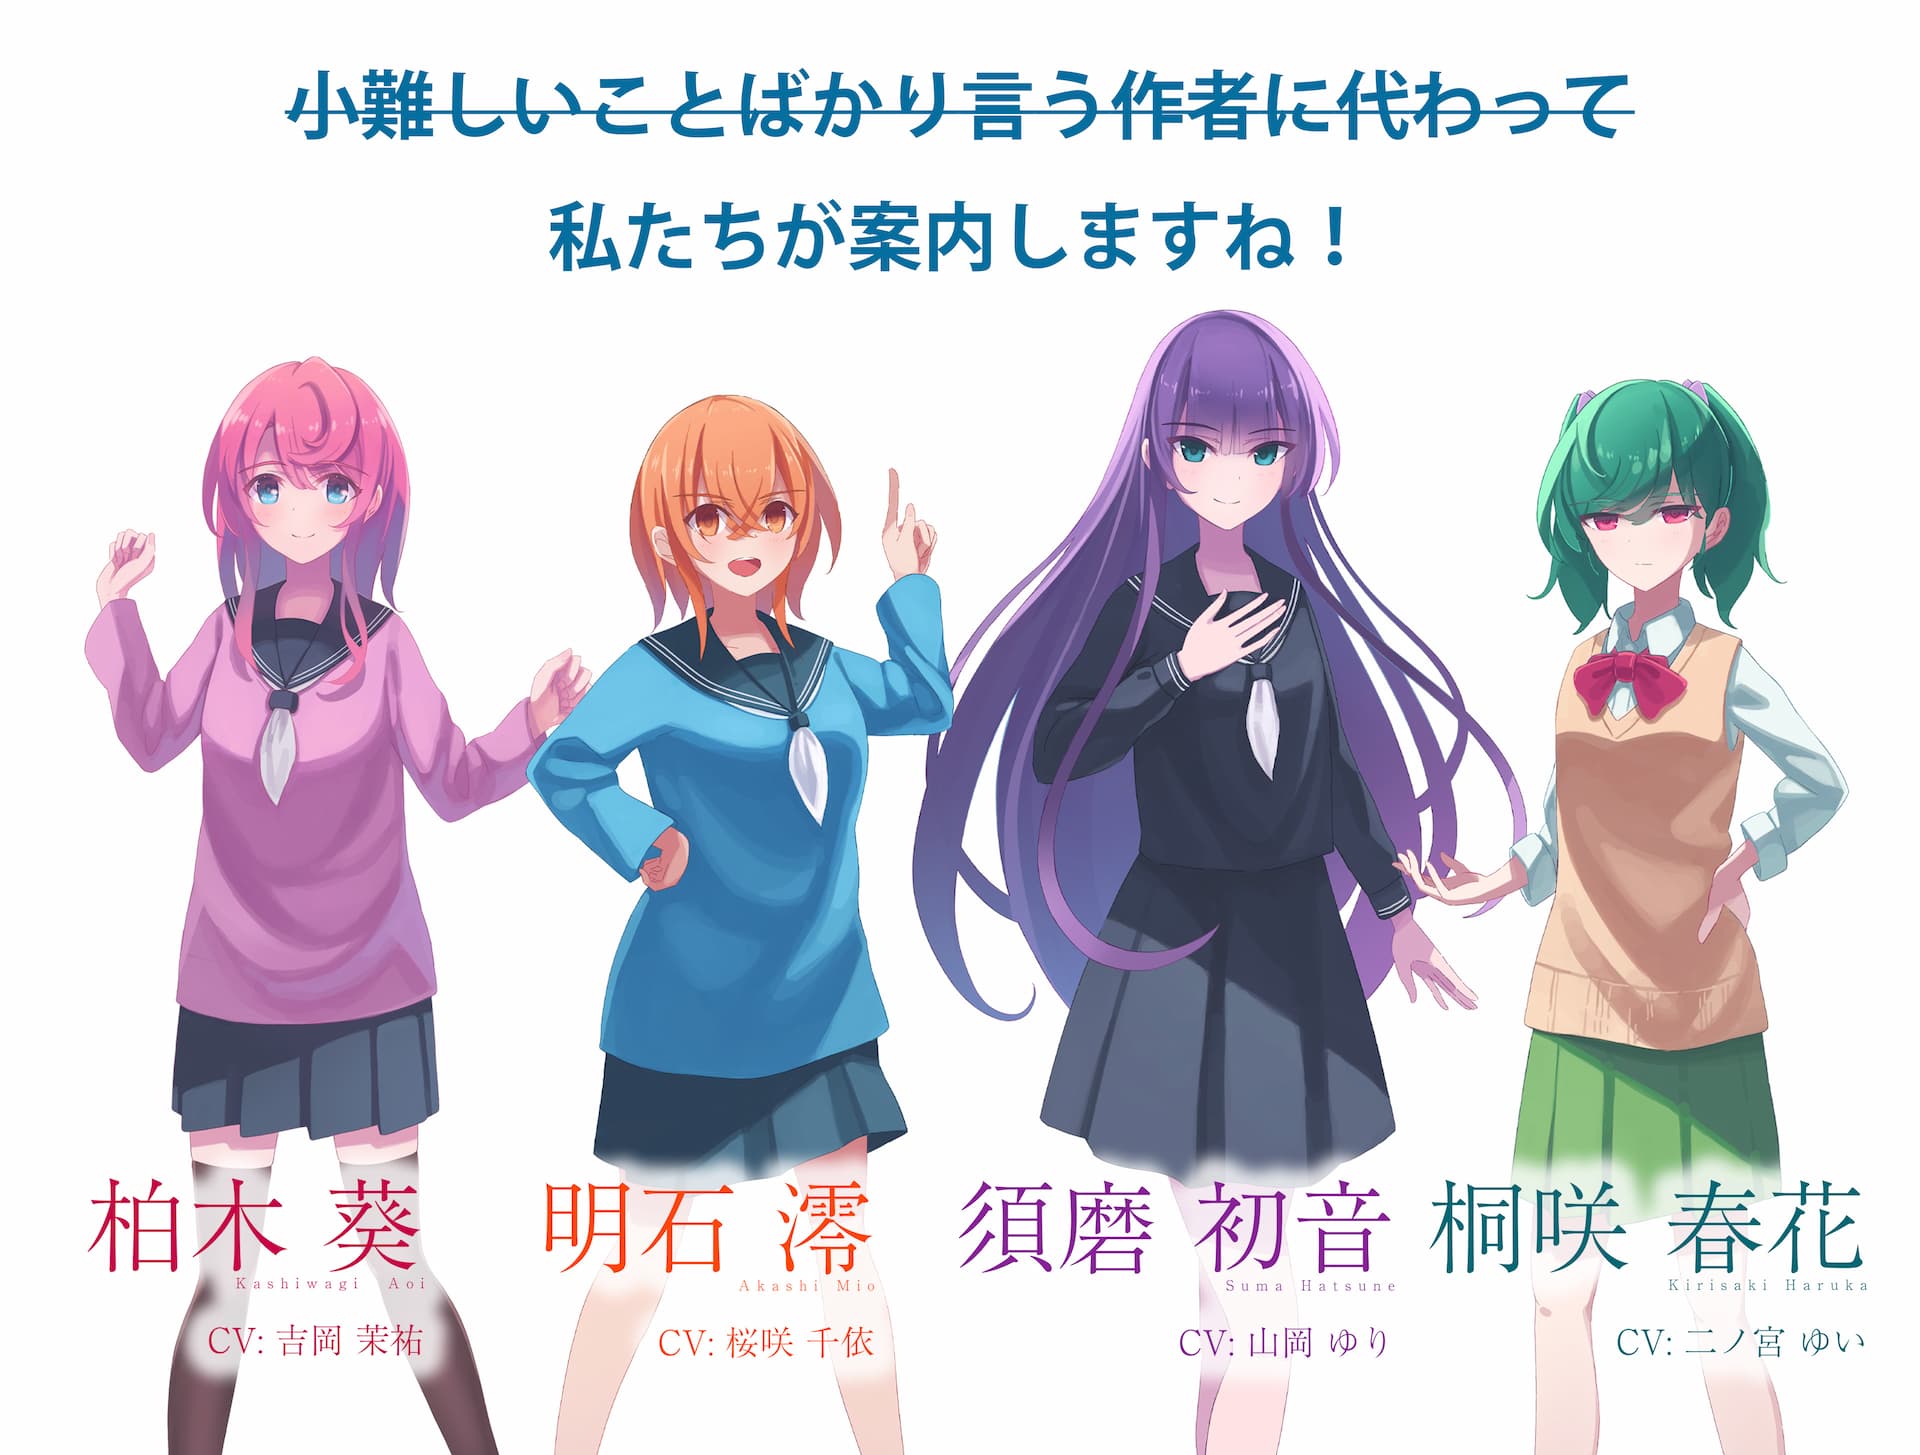 小難しいことばかり言う作者に代わって
私たちが案内しますね！
柏木 葵
Kashiwagi Aoi
CV: 吉岡 茉祐
明石 澪
Akashi Mio
CV: 桜咲 千依
須磨 初音
Suma Hatsune
CV: 山岡 ゆり
桐咲 春花
Kirisaki Haruka
CV: 二ノ宮 ゆい